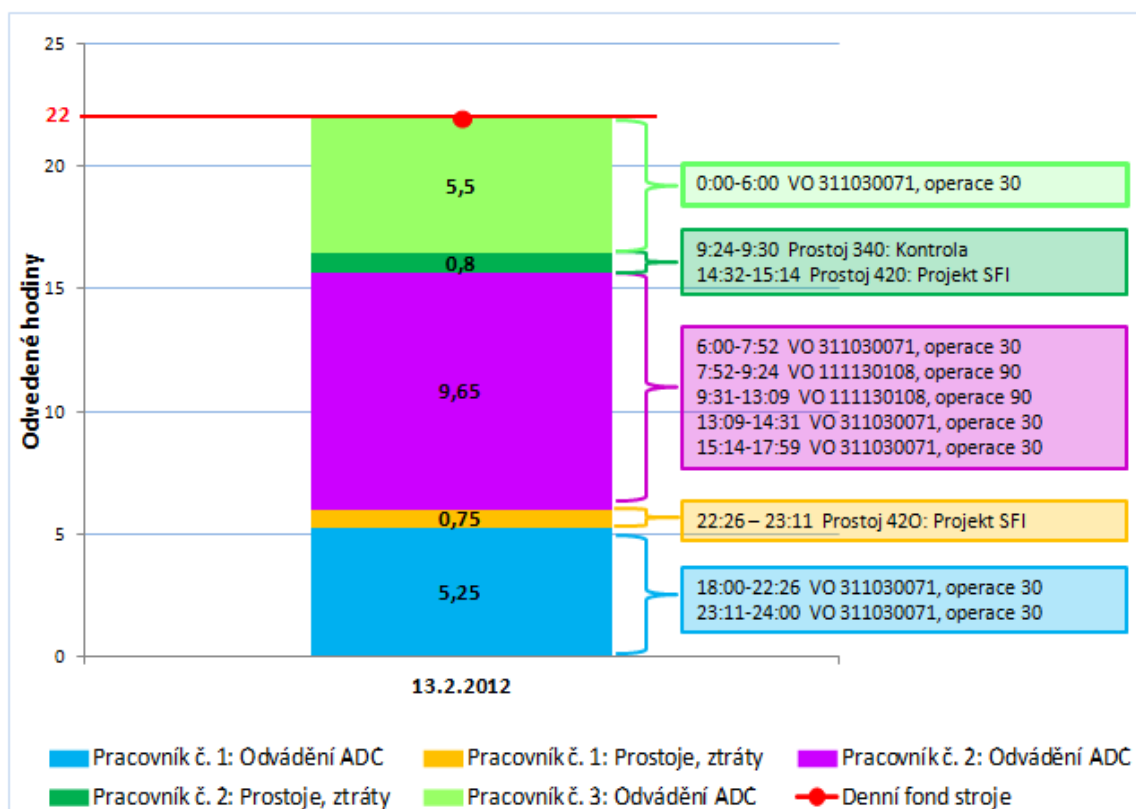 25
22
20
15
10
5
0
Odvedené hodiny
5,5
0,8
9,65
0,75
5,25
0:00-6:00 VO 311030071, operace 30
9:24-9:30 Prostoj 340: Kontrola
14:32-15:14 Prostoj 420: Projekt SFI
6:00-7:52 VO 311030071, operace 30
7:52-9:24 VO 111130108, operace 90
9:31-13:09 VO 111130108, operace 90
13:09-14:31 VO 311030071, operace 30
15:14-17:59 VO 311030071, operace 30
22:26 – 23:11 Prostoj 42O: Projekt SFI
18:00-22:26 VO 311030071, operace 30
23:11-24:00 VO 311030071, operace 30
13.2.2012
Pracovník č. 1: Odvádění ADC
Pracovník č. 1: Prostoje, ztráty
Pracovník č. 2: Odvádění ADC
Pracovník č. 2: Prostoje, ztráty
Pracovník č. 3: Odvádění ADC
Denní fond stroje